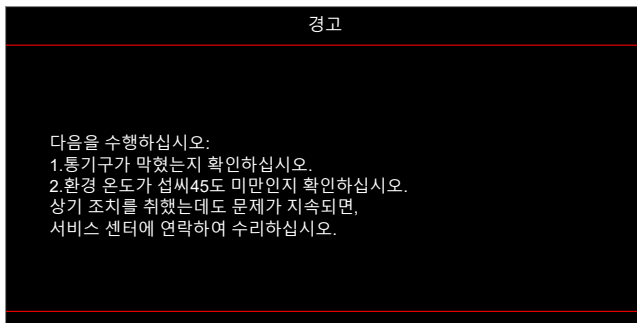 경고
다음을 수행하십시오:
1.통기구가 막혔는지 확인하십시오.
2.환경 온도가 섭씨45도 미만인지 확인하십시오.
상기 조치를 취했는데도 문제가 지속되면,
서비스 센터에 연락하여 수리하십시오.